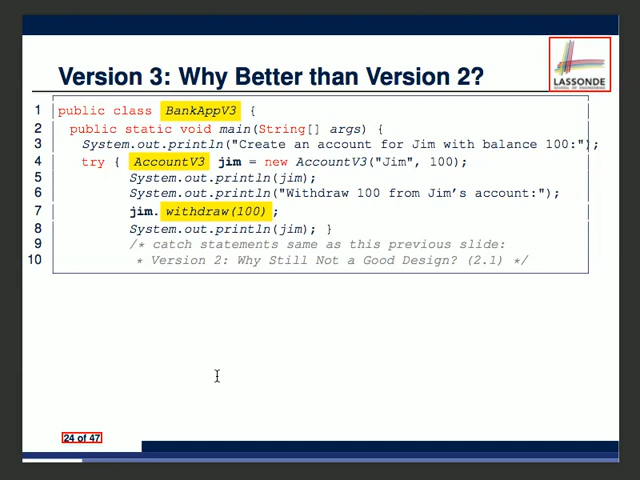 Version 3: Why Better than Version 2?
LASSONDE
SCHOOL OF ENGINEERING
1 public class BankAppV3 {
2 public static void main(String[] args) {
3 System.out.println("Create an account for Jim with balance 100:");
4 try { AccountV3 jim = new AccountV3("Jim", 100);
5 System.out.println(jim);
6 System.out.println("Withdraw 100 from Jim's account:");
7 jim.withdraw(100);
8 System.out.println(jim); }
9 /* catch statements same as this previous slide:
10 * Version 2: Why Still Not a Good Design? (2.1) */
24 of 47